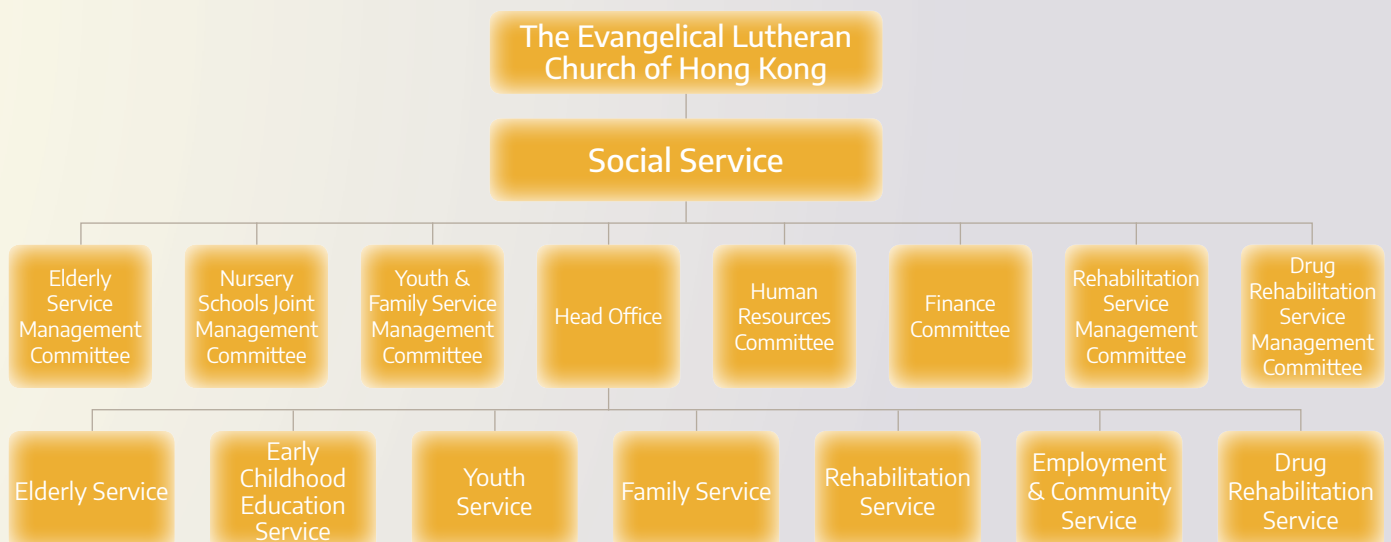 The Evangelical Lutheran
Church of Hong Kong
Social Service
Elderly
Service
Management
Committee
Nursery
Schools Joint
Management
Committee
Youth &
Family Service
Management
Committee
Head Office
Human
Resources
Committee
Finance
Committee
Rehabilitation
Service
Management
Committee
Drug
Rehabilitation
Service
Management
Committee
Elderly Service
Early
Childhood
Education
Service
Youth
Service
Family Service
Rehabilitation
Service
Employment
& Community
Service
Drug
Rehabilitation
Service